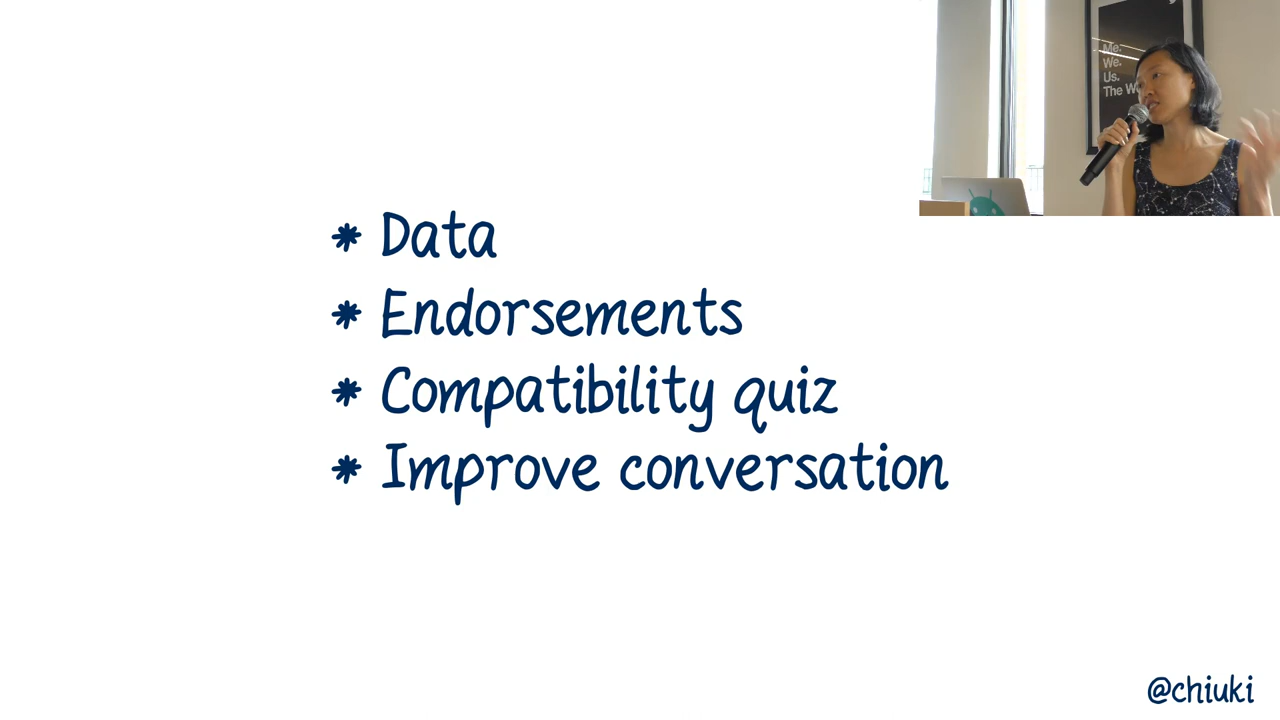 Me.
We.
Us.
* Data
* Endorsements
* Compatibility quiz
* Improve conversation
@chiuki